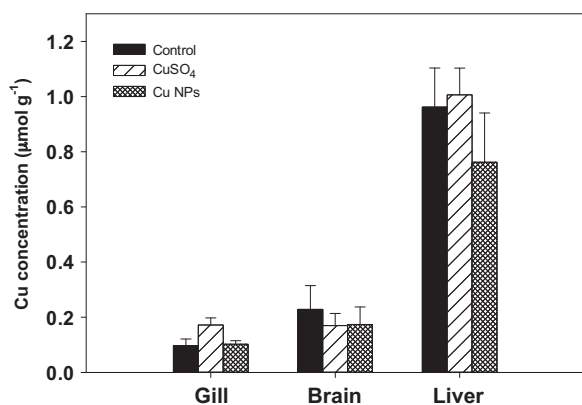 Cu concentration (µmol g⁻¹)
1.2
1.0
0.8
0.6
0.4
0.2
0.0
Control
CuSO₄
Cu NPs
Gill Brain Liver